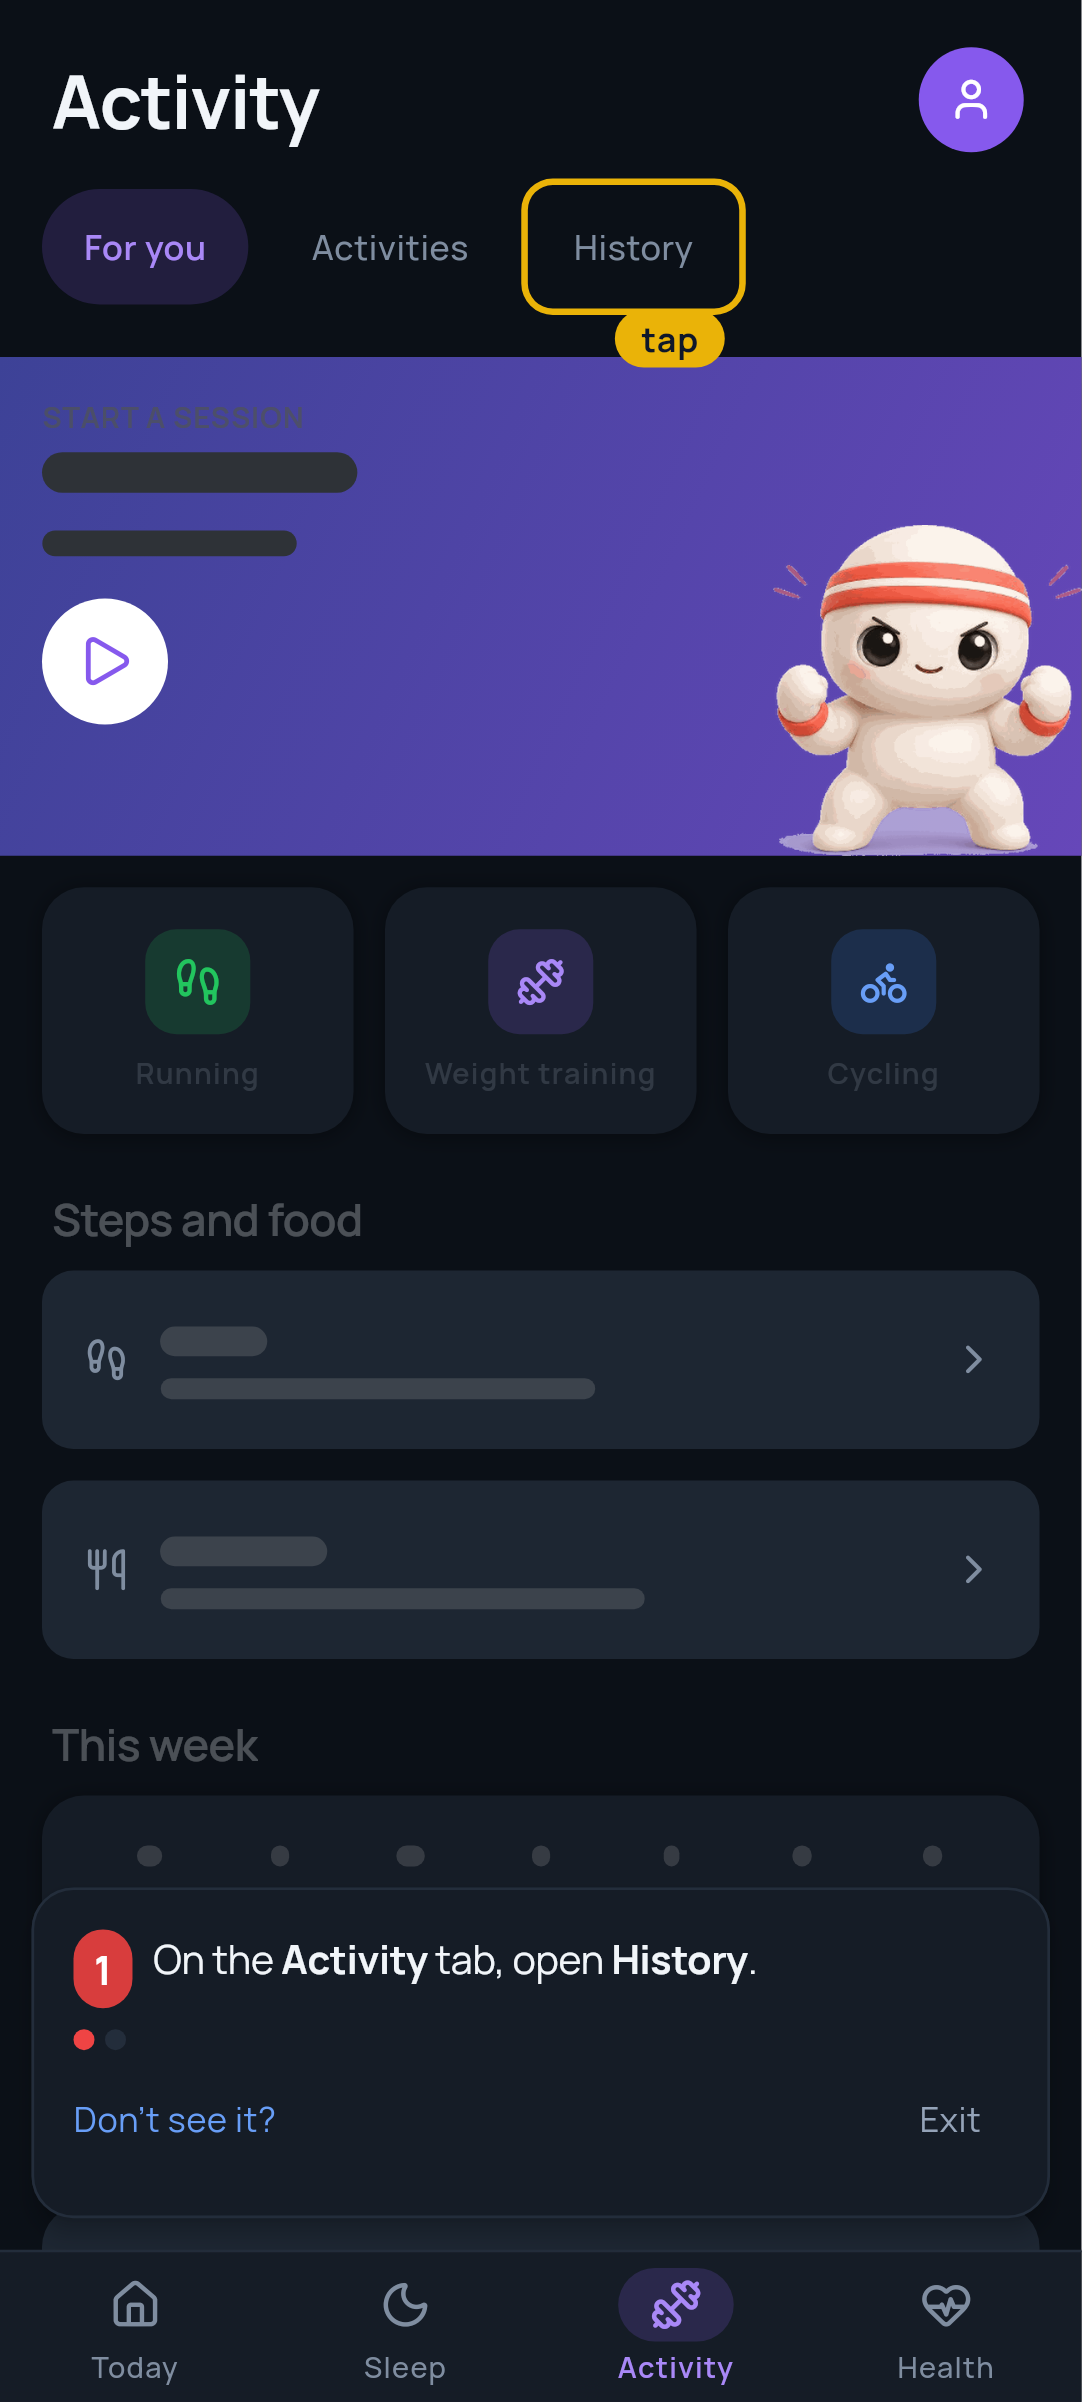 Activity
For you
Activities
History
tap
START A SESSION
Running
Weight training
Cycling
Steps and food
This week
1
On the Activity tab, open History.
Don't see it?
Exit
Today
Sleep
Activity
Health